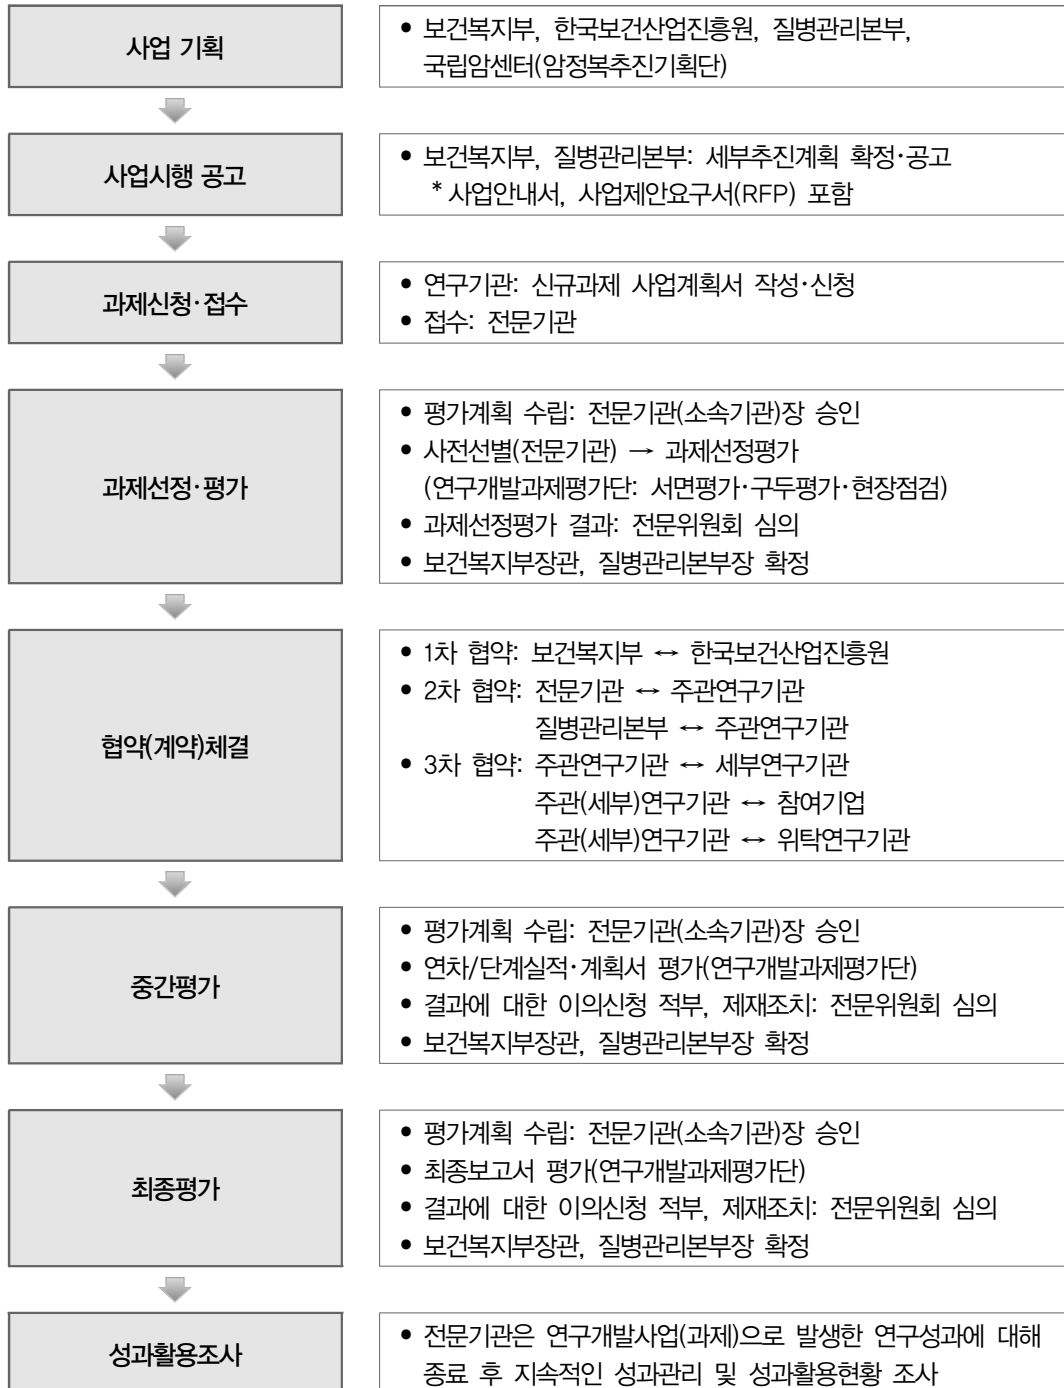 사업 기획
• 보건복지부, 한국보건산업진흥원, 질병관리본부,
국립암센터(암정복추진기획단)
사업시행 공고
• 보건복지부, 질병관리본부: 세부추진계획 확정·공고
* 사업안내서, 사업제안요구서(RFP) 포함
과제신청·접수
• 연구기관: 신규과제 사업계획서 작성·신청
• 접수: 전문기관
과제선정·평가
• 평가계획 수립: 전문기관(소속기관)장 승인
• 사전선별(전문기관) → 과제선정평가
(연구개발과제평가단: 서면평가·구두평가·현장점검)
• 과제선정평가 결과: 전문위원회 심의
• 보건복지부장관, 질병관리본부장 확정
협약(계약)체결
• 1차 협약: 보건복지부 ↔ 한국보건산업진흥원
• 2차 협약: 전문기관 ↔ 주관연구기관
질병관리본부 ↔ 주관연구기관
• 3차 협약: 주관연구기관 ↔ 세부연구기관
주관(세부)연구기관 ↔ 참여기업
주관(세부)연구기관 ↔ 위탁연구기관
중간평가
• 평가계획 수립: 전문기관(소속기관)장 승인
• 연차/단계실적·계획서 평가(연구개발과제평가단)
• 결과에 대한 이의신청 적부, 제재조치: 전문위원회 심의
• 보건복지부장관, 질병관리본부장 확정
최종평가
• 평가계획 수립: 전문기관(소속기관)장 승인
• 최종보고서 평가(연구개발과제평가단)
• 결과에 대한 이의신청 적부, 제재조치: 전문위원회 심의
• 보건복지부장관, 질병관리본부장 확정
성과활용조사
• 전문기관은 연구개발사업(과제)으로 발생한 연구성과에 대해
종료 후 지속적인 성과관리 및 성과활용현황 조사